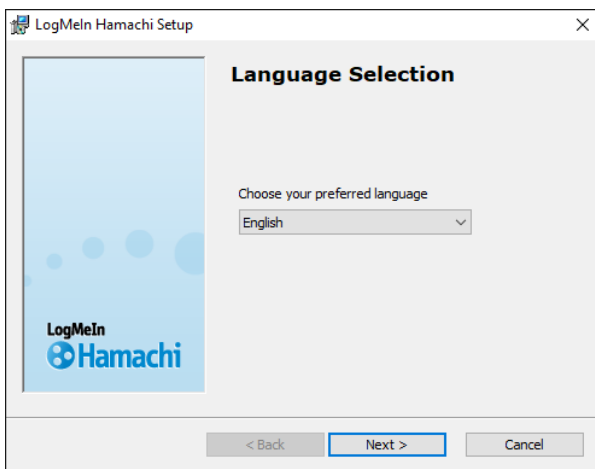 LogMeIn Hamachi Setup
Language Selection
Choose your preferred language
English
LogMeIn
Hamachi
< Back
Next >
Cancel